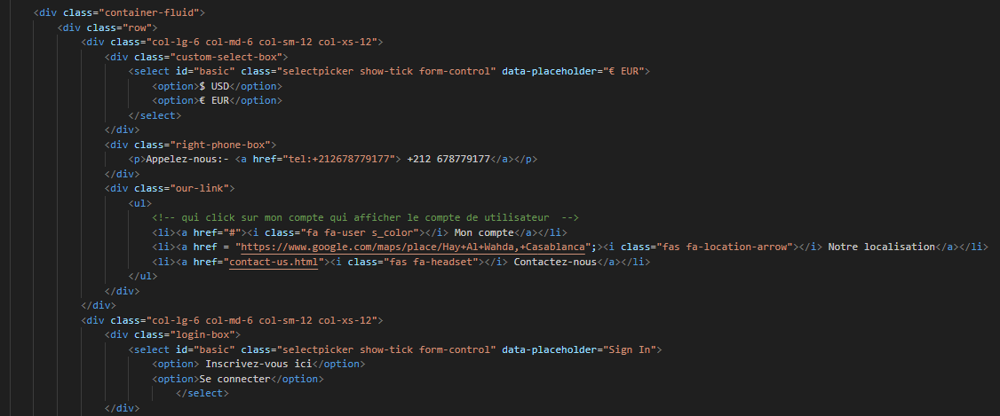 <div class="container-fluid">
<div class="row">
<div class="col-lg-6 col-md-6 col-sm-12 col-xs-12">
<div class="custom-select-box">
<select id="basic" class="selectpicker show-tick form-control" data-placeholder="€ EUR">
<option>$ USD</option>
<option>€ EUR</option>
</select>
</div>
<div class="right-phone-box">
<p>Appelez-nous:- <a href="tel:+212678779177"> +212 678779177</a></p>
</div>
<div class="our-link">
<ul>
<!-- qui click sur mon compte qui afficher le compte de utilisateur  -->
<li><a href="#"><i class="fa fa-user s_color"></i> Mon compte</a></li>
<li><a href = "https://www.google.com/maps/place/Hay+Al+Wahda,+Casablanca";><i class="fas fa-location-arrow"></i> Notre localisation</a></li>
<li><a href="contact-us.html"><i class="fas fa-headset"></i> Contactez-nous</a></li>
</ul>
</div>
</div>
<div class="col-lg-6 col-md-6 col-sm-12 col-xs-12">
<div class="login-box">
<select id="basic" class="selectpicker show-tick form-control" data-placeholder="Sign In">
<option> Inscrivez-vous ici</option>
<option>Se connecter</option>
</select>
</div>